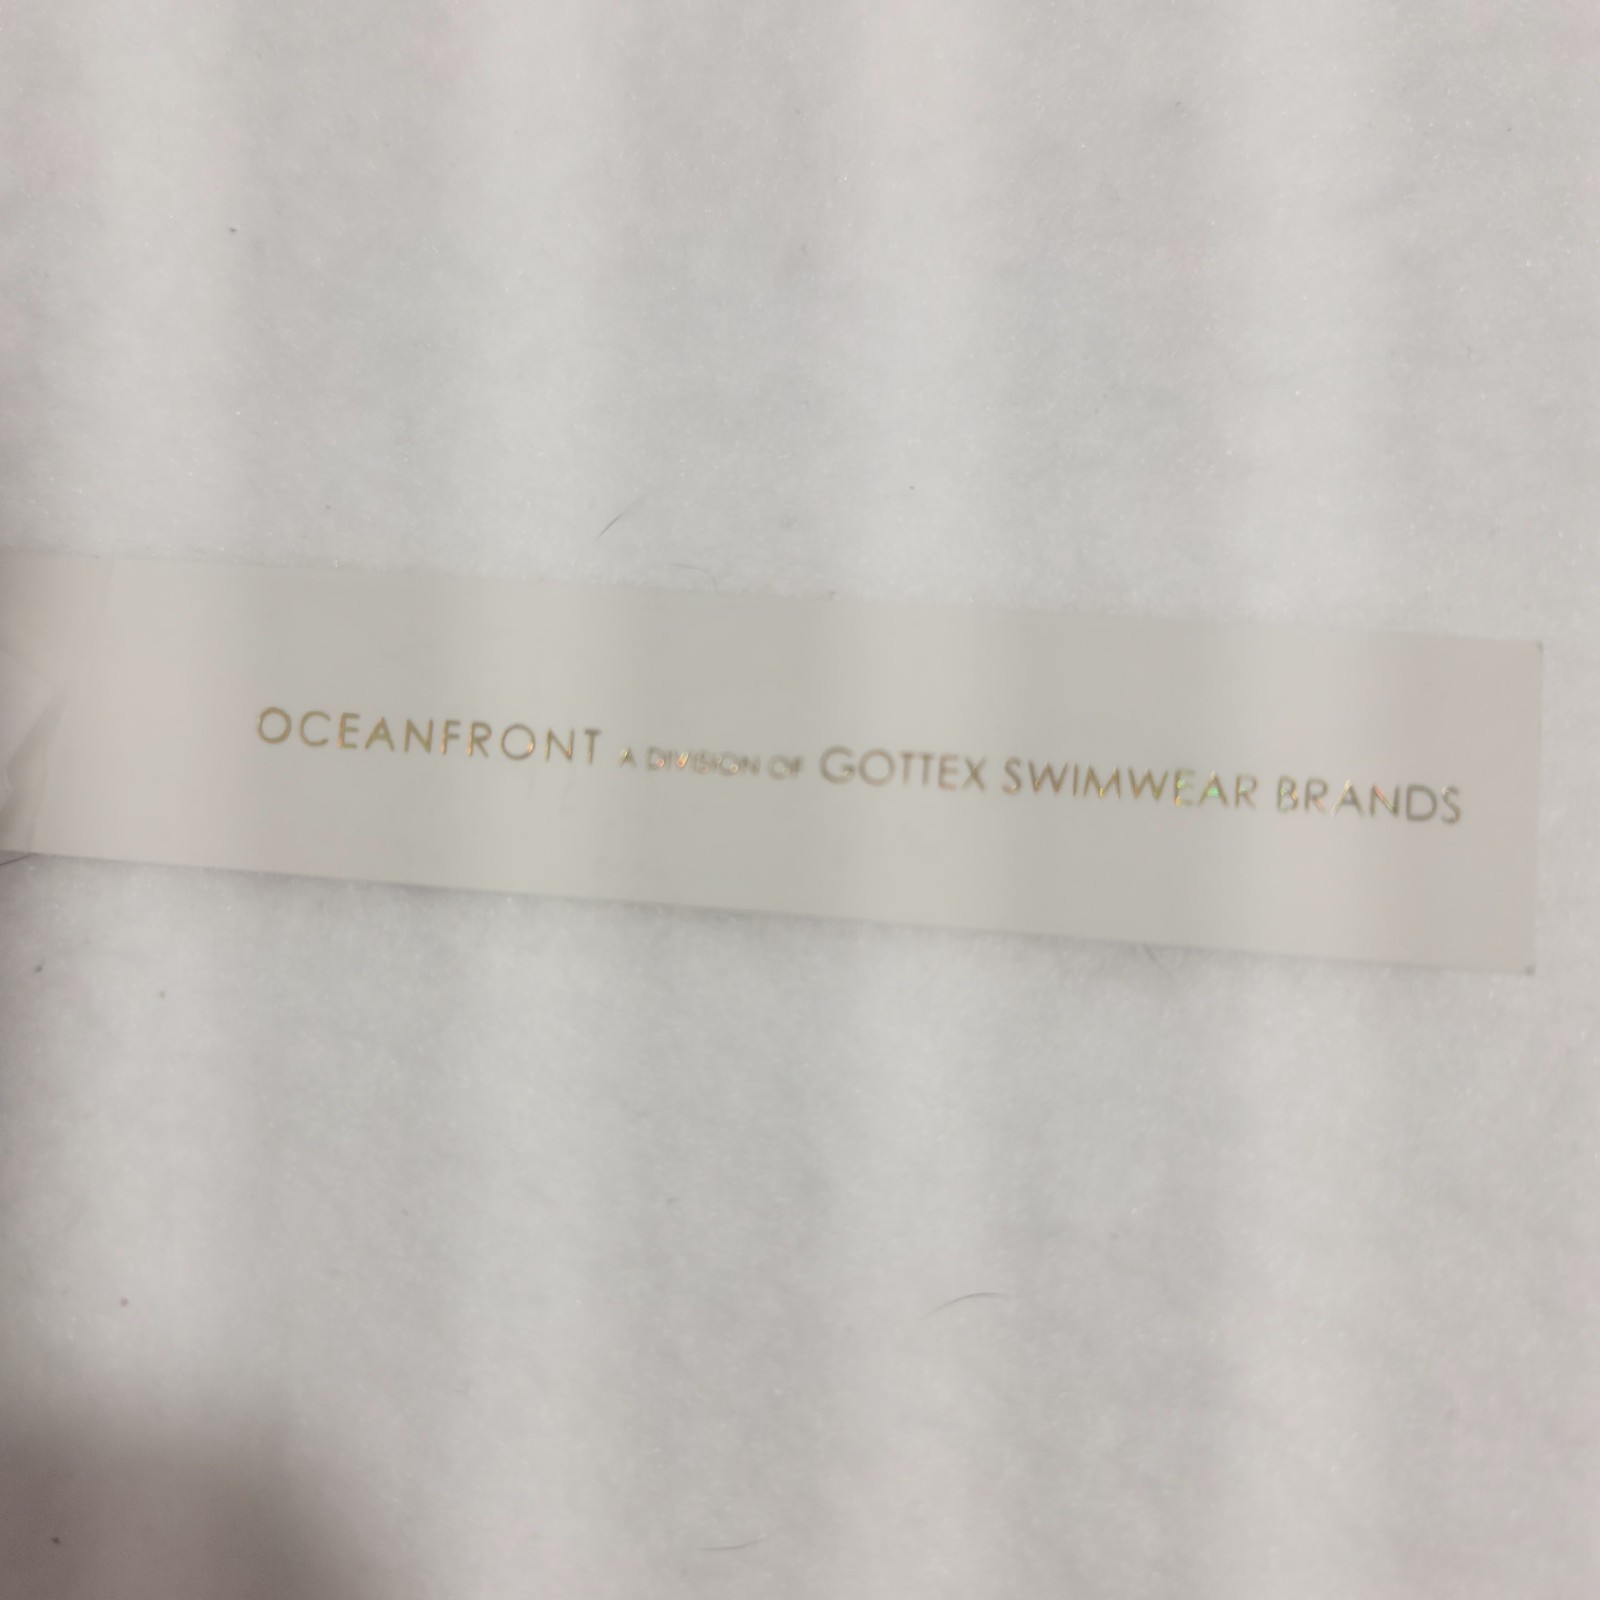 OCEANFRONT A DIVISION OF GOTTEX SWIMWEAR BRANDS